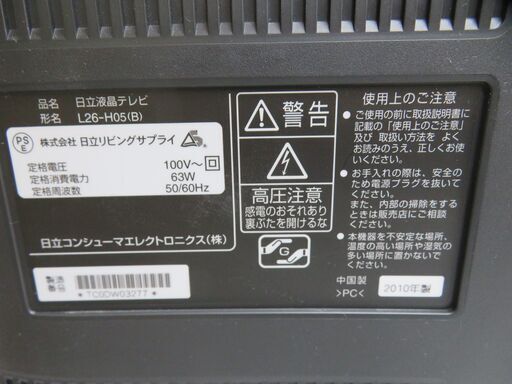 品名 日立液晶テレビ
形名 L26-H05(B)
PS
E
株式会社 日立リビングサプライ
定格電圧 100V～
定格消費電力 63W
定格周波数 50/60Hz
日立コンシューマエレクトロニクス(株)
製造
番号
* TC0DW03277 *
警告
高圧注意
感電のおそれあり
裏ぶたを開けるな
G
使用上のご注意
● ご使用の前に取扱説明書に
記載の「使用上のご注意」
及び 取扱い方法を よく
お読みのうえ、正しくお使
いください。
● お手入れの際は、安全の
ため電源プラグを抜いて
ください。
また、内部の掃除をする
ときは販売店にご相談
ください。
● 本機器を不安定な場所、
温度の高い場所や湿気の
多い場所に置かないで
ください。
中国製
>PC<
2010年製